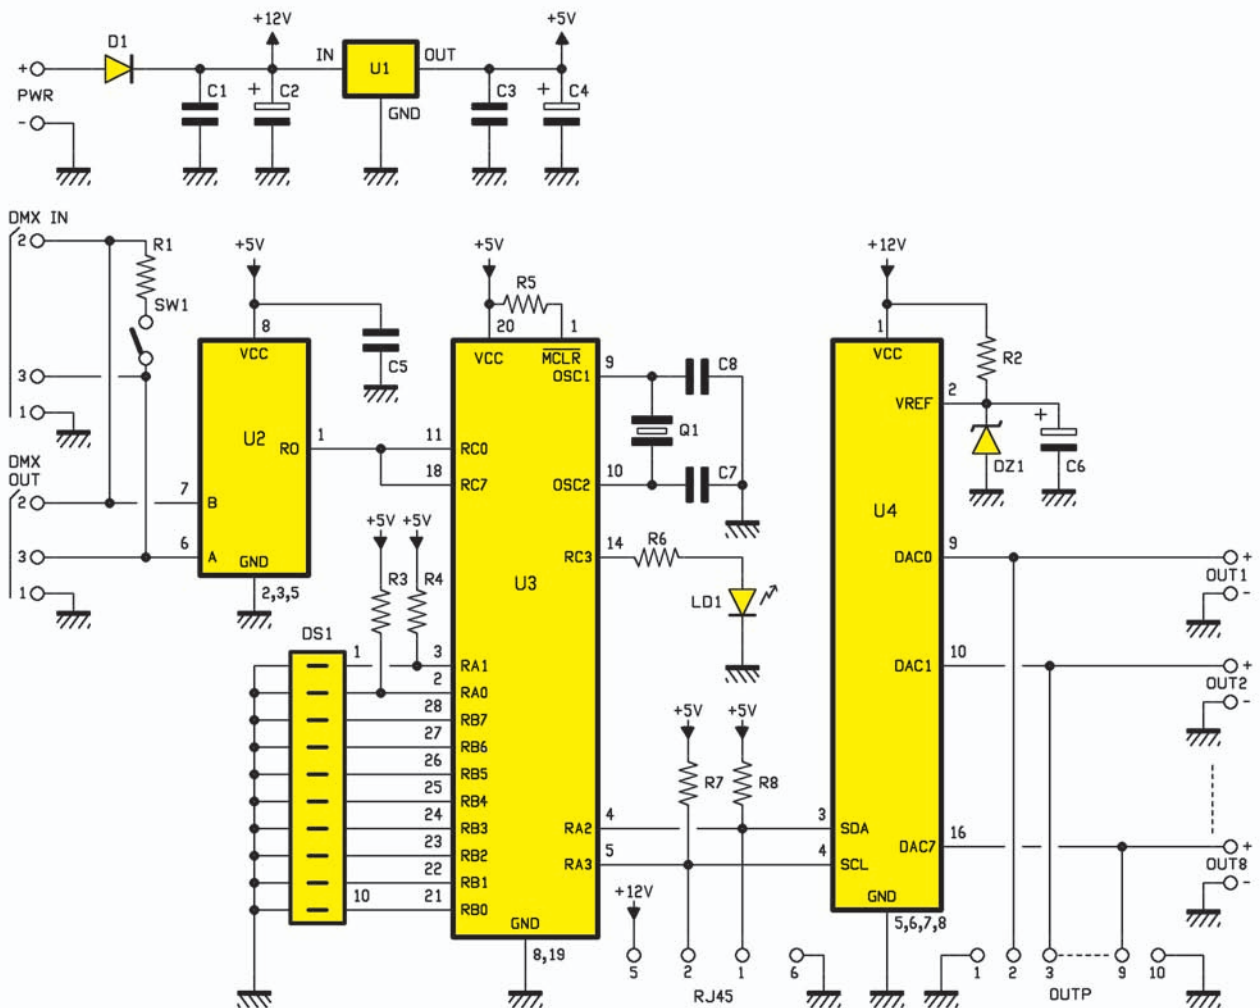 +12V +5V
D1 IN U1 OUT
+
PWR
-
C1 + C2 GND C3 + C4
DMX IN
2 R1 +5V +5V +12V
SW1 R5
8 20 1 1
VCC C5 VCC MCLR VCC R2
3 OSC1 9 C8 VREF 2
1 + 
U2 RO 1 11 RC0 Q1 DZ1 C6
18 RC7 OSC2 10 C7
DMX
OUT
2 7 B U4
+5V +5V
3 6 A RC3 14 R6 DAC0 9 +
GND R3 R4 U3 OUT1
1 2,3,5 LD1 -
DS1
1 3 RA1 DAC1 10 +
2 RA0 OUT2
28 RB7 +5V +5V -
27 RB6
26 RB5 R7 R8
25 RB4
24 RB3 RA2 4 3 SDA
23 RB2 DAC7 16 +
22 RB1 RA3 5 4 SCL OUT8
10 21 RB0 +12V -
GND GND
8,19 5,6,7,8
5 2 1 6 1 2 3 9 10
RJ45 OUTP